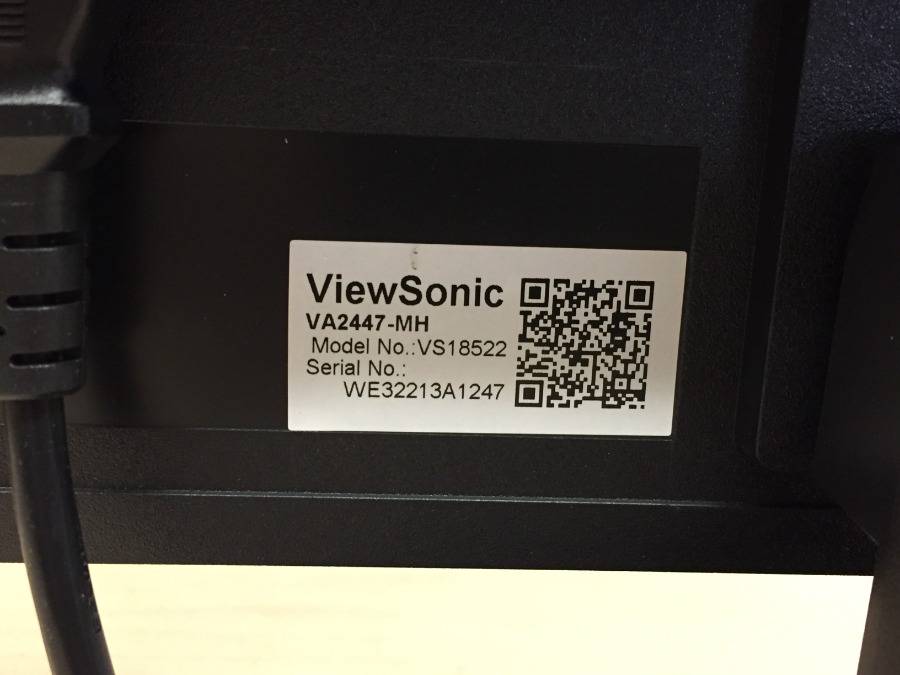 ViewSonic
VA2447-MH
Model No.:VS18522
Serial No.:
WE32213A1247